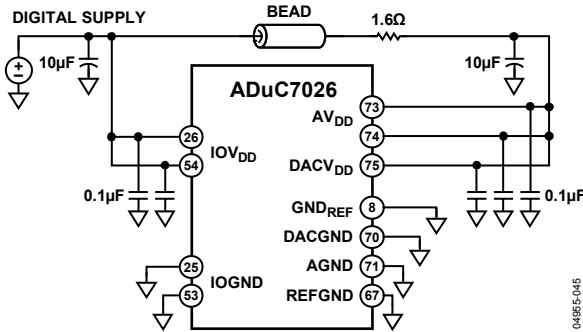 DIGITAL SUPPLY
BEAD
1.6Ω
10µF
10µF
ADuC7026
73
AVDD
26
74
IOVDD
54
DACVDD
75
0.1µF
0.1µF
GNDREF
8
DACGND
70
25
AGND
71
IOGND
53
REFGND
67
04955-045